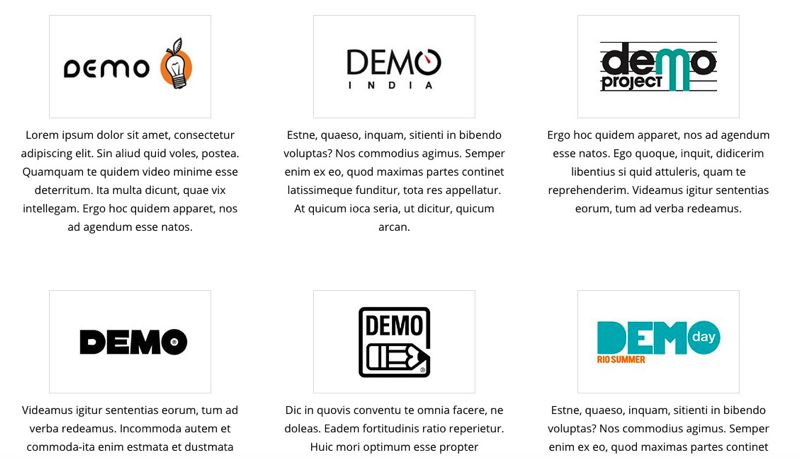 DEMO
Lorem ipsum dolor sit amet, consectetur
adipiscing elit. Sin aliud quid voles, postea.
Quamquam te quidem video minime esse
deterritum. Ita multa dicunt, quae vix
intellegam. Ergo hoc quidem apparet, nos
ad agendum esse natos.
DEMO
INDIA
Estne, quaeso, inquam, sitienti in bibendo
voluptas? Nos commodius agimus. Semper
enim ex eo, quod maximas partes continet
latissimeque funditur, tota res appellatur.
At quicum ioca seria, ut dicitur, quicum
arcan.
demo
project
Ergo hoc quidem apparet, nos ad agendum
esse natos. Ego quoque, inquit, didicerim
libentius si quid attuleris, quam te
reprehenderim. Videamus igitur sententias
eorum, tum ad verba redeamus.
DEMO
Videamus igitur sententias eorum, tum ad
verba redeamus. Incommoda autem et
commoda-ita enim estmata et dustmata
DEMO
®
Dic in quovis conventu te omnia facere, ne
doleas. Eadem fortitudinis ratio reperietur.
Huic mori optimum esse propter
DEMO day
RIO SUMMER
Estne, quaeso, inquam, sitienti in bibendo
voluptas? Nos commodius agimus. Semper
enim ex eo, quod maximas partes continet